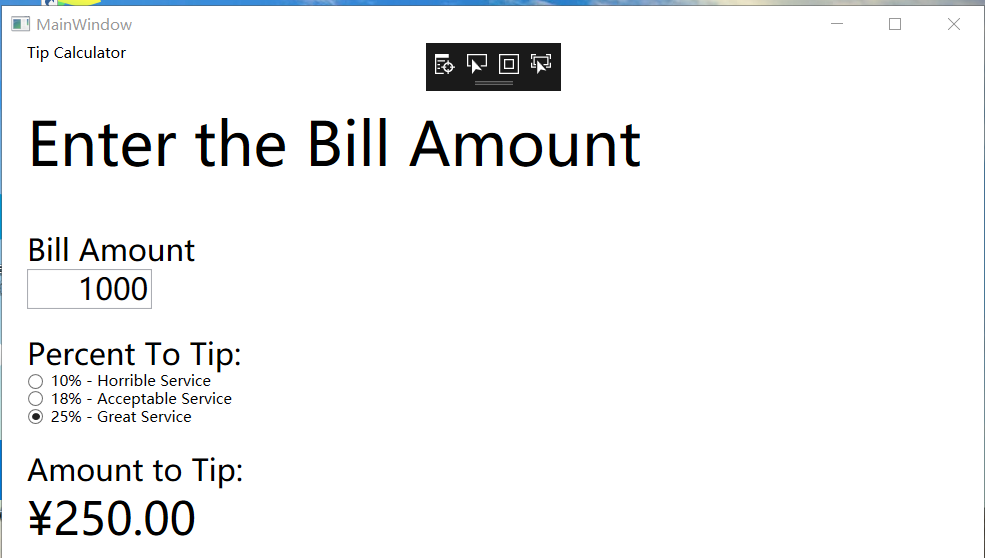 MainWindow
Tip Calculator
Enter the Bill Amount
Bill Amount
1000
Percent To Tip:
10% - Horrible Service
18% - Acceptable Service
25% - Great Service
Amount to Tip:
¥250.00